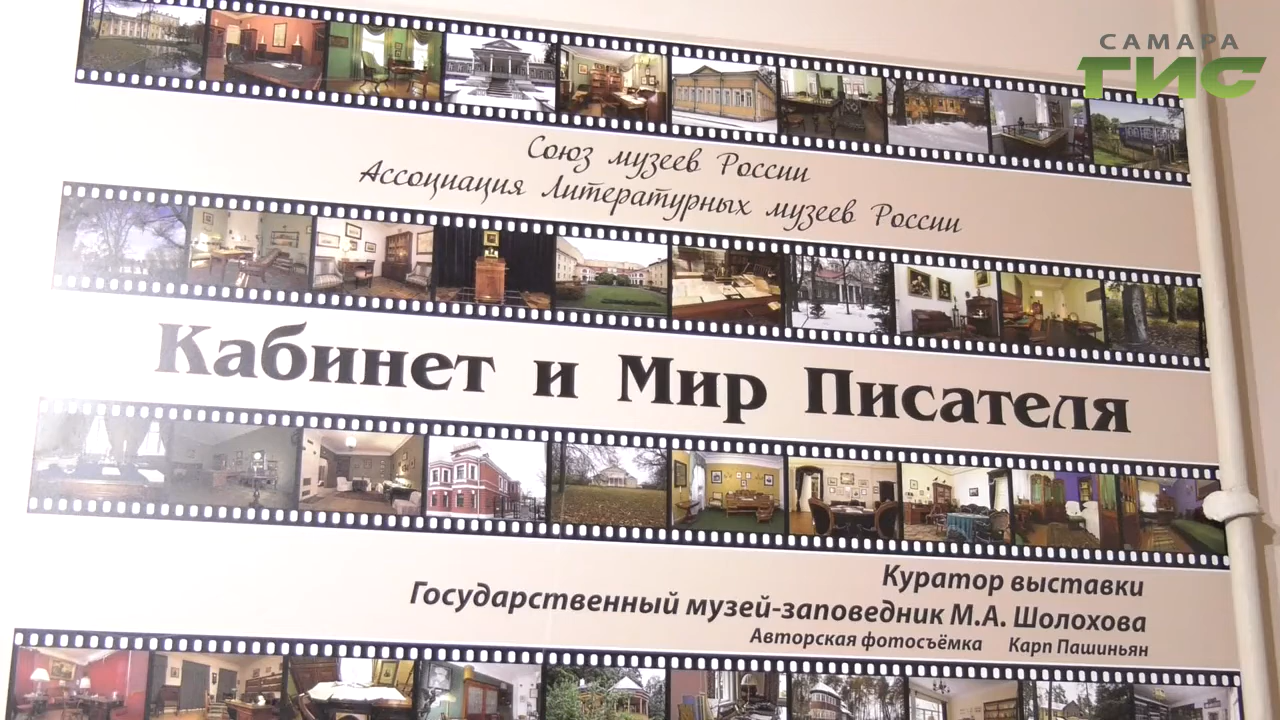 САМАРА
ГИС
Союз музеев России
Ассоциация Литературных музеев России
Кабинет и Мир Писателя
Куратор выставки
Государственный музей-заповедник М.А. Шолохова
Авторская фотосъёмка Карп Пашиньян